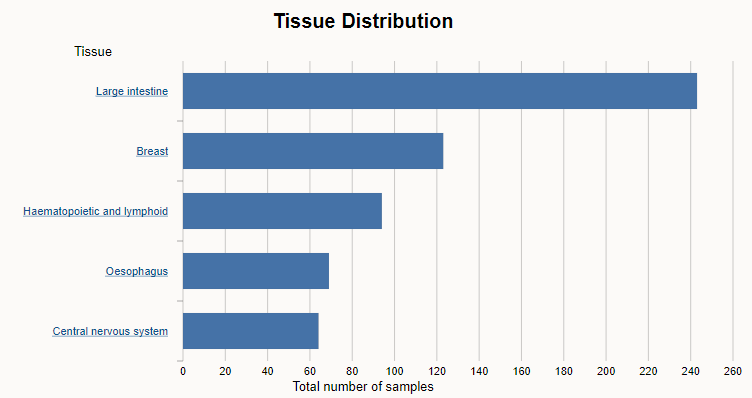 Tissue Distribution
Tissue
Large intestine
Breast
Haematopoietic and lymphoid
Oesophagus
Central nervous system
0 20 40 60 80 100 120 140 160 180 200 220 240 260
Total number of samples